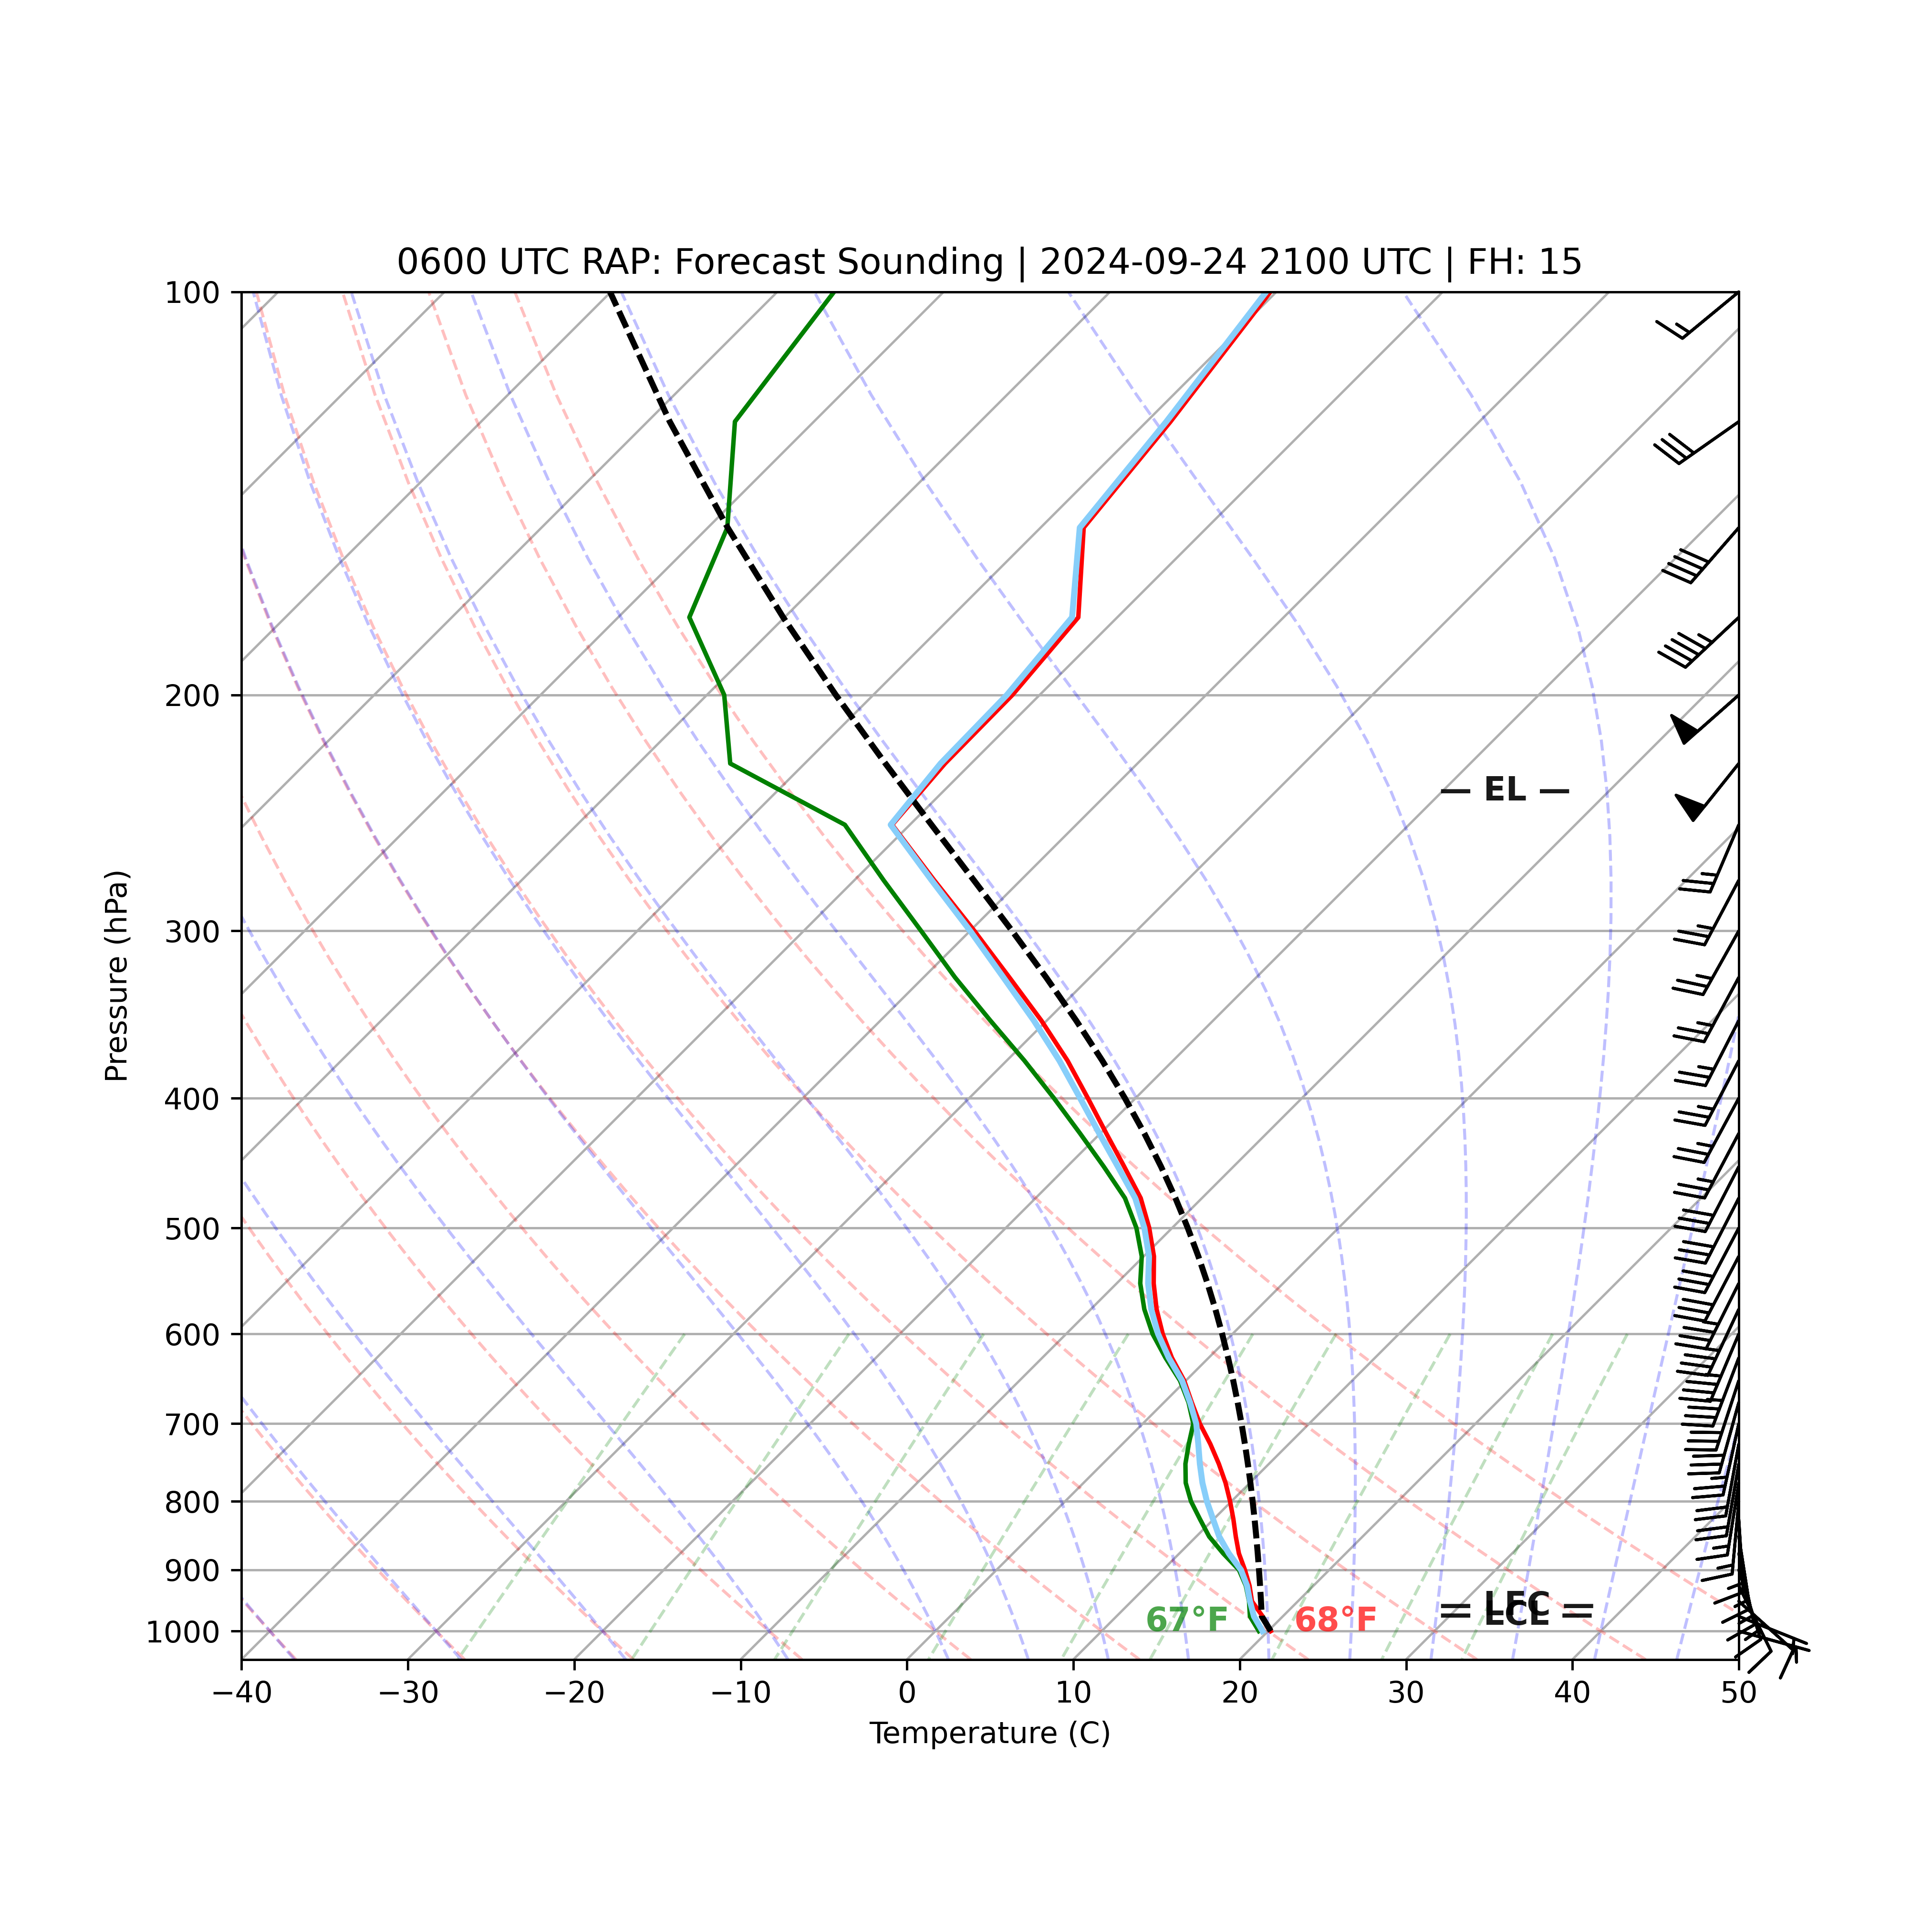 0600 UTC RAP: Forecast Sounding | 2024-09-24 2100 UTC | FH: 15
100
200
— EL —
Pressure (hPa)
300
400
500
600
700
800
900
— LFC —
— LCL —
67°F 68°F
1000
−40 −30 −20 −10 0 10 20 30 40 50
Temperature (C)